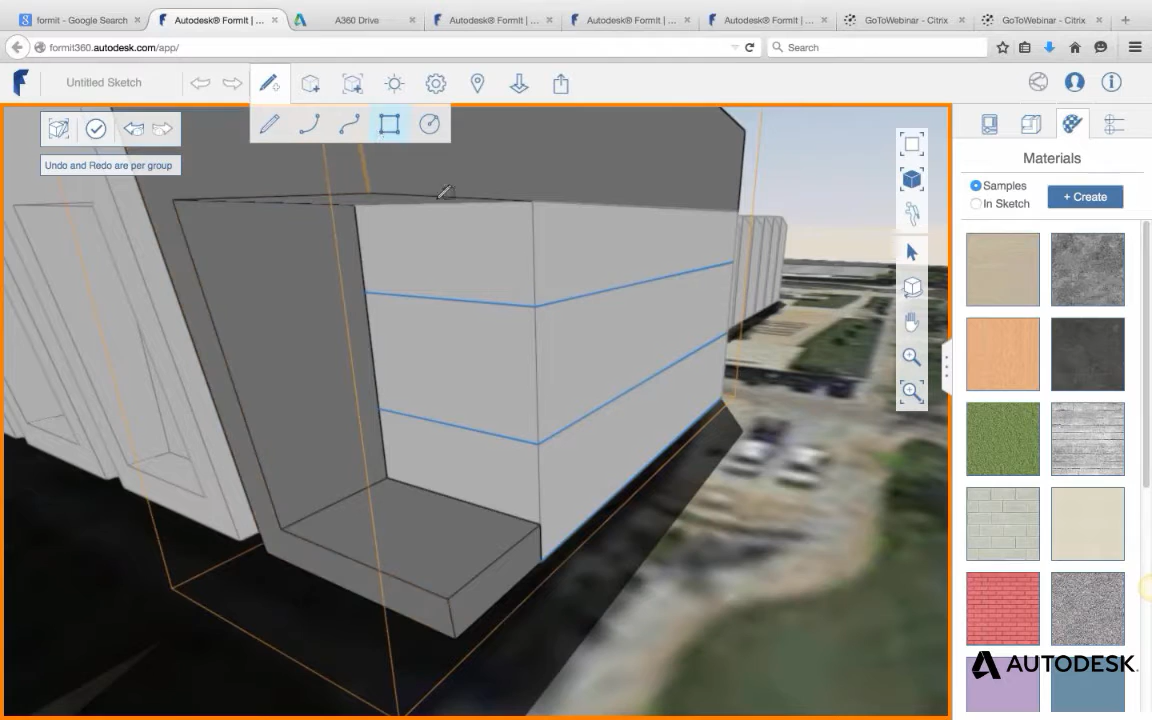 formit - Google Search
Autodesk® FormIt | ...
A360 Drive
Autodesk® FormIt | ...
Autodesk® FormIt | ...
Autodesk® FormIt | ...
GoToWebinar - Citrix
GoToWebinar - Citrix
formit360.autodesk.com/app/
Search
Untitled Sketch
Undo and Redo are per group
Materials
Samples
In Sketch
+ Create
AUTODESK.